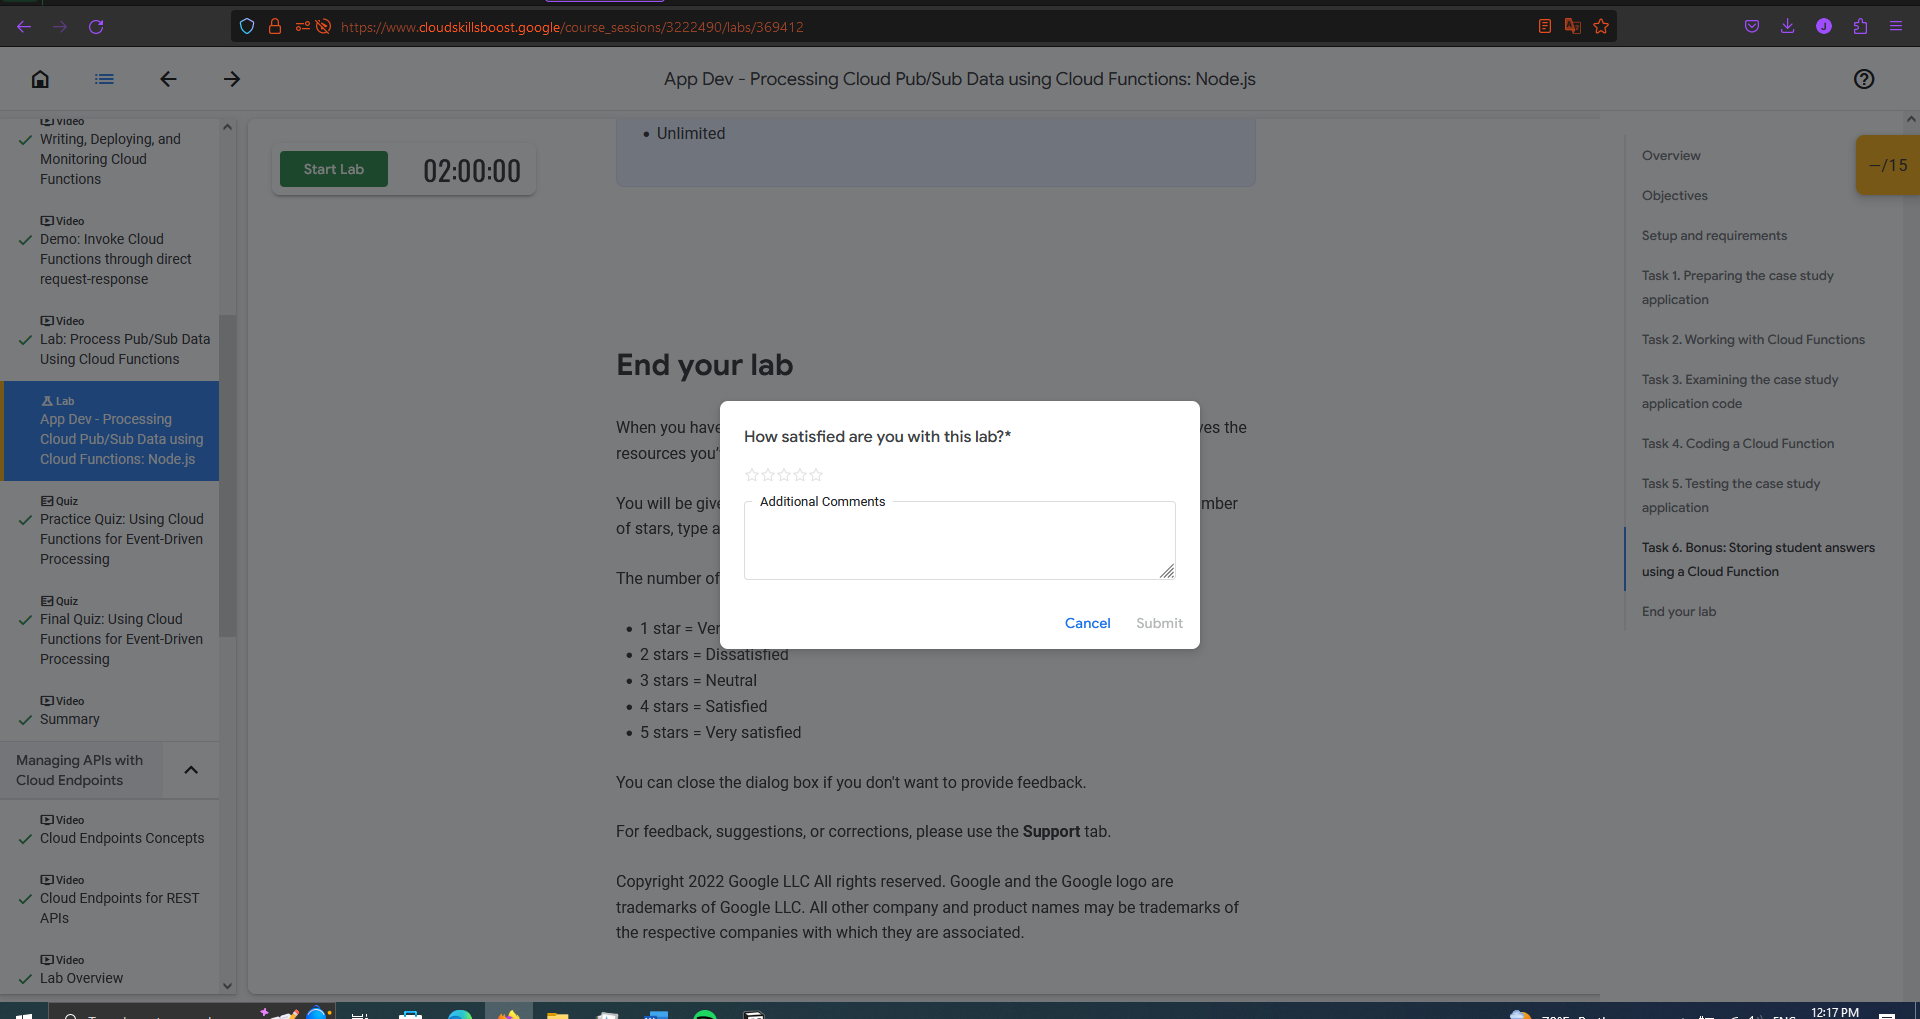 https://www.cloudskillsboost.google/course_sessions/3222490/labs/369412
App Dev - Processing Cloud Pub/Sub Data using Cloud Functions: Node.js
Video
Writing, Deploying, and
Monitoring Cloud
Functions
Video
Demo: Invoke Cloud
Functions through direct
request-response
Video
Lab: Process Pub/Sub Data
Using Cloud Functions
Lab
App Dev - Processing
Cloud Pub/Sub Data using
Cloud Functions: Node.js
Quiz
Practice Quiz: Using Cloud
Functions for Event-Driven
Processing
Quiz
Final Quiz: Using Cloud
Functions for Event-Driven
Processing
Video
Summary
Managing APIs with
Cloud Endpoints
Video
Cloud Endpoints Concepts
Video
Cloud Endpoints for REST
APIs
Video
Lab Overview
Start Lab
02:00:00
• Unlimited
End your lab
When you have
the
resources
You will be
of stars, type
The number of
• 1 star =
• 2 stars = Dissatisfied
• 3 stars = Neutral
• 4 stars = Satisfied
• 5 stars = Very satisfied
You can close the dialog box if you don't want to provide feedback.
For feedback, suggestions, or corrections, please use the Support tab.
Copyright 2022 Google LLC All rights reserved. Google and the Google logo are
trademarks of Google LLC. All other company and product names may be trademarks of
the respective companies with which they are associated.
How satisfied are you with this lab?*
Additional Comments
Cancel
Submit
Overview
Objectives
Setup and requirements
Task 1. Preparing the case study
application
Task 2. Working with Cloud Functions
Task 3. Examining the case study
application code
Task 4. Coding a Cloud Function
Task 5. Testing the case study
application
Task 6. Bonus: Storing student answers
using a Cloud Function
End your lab
—/15
J
12:17 PM